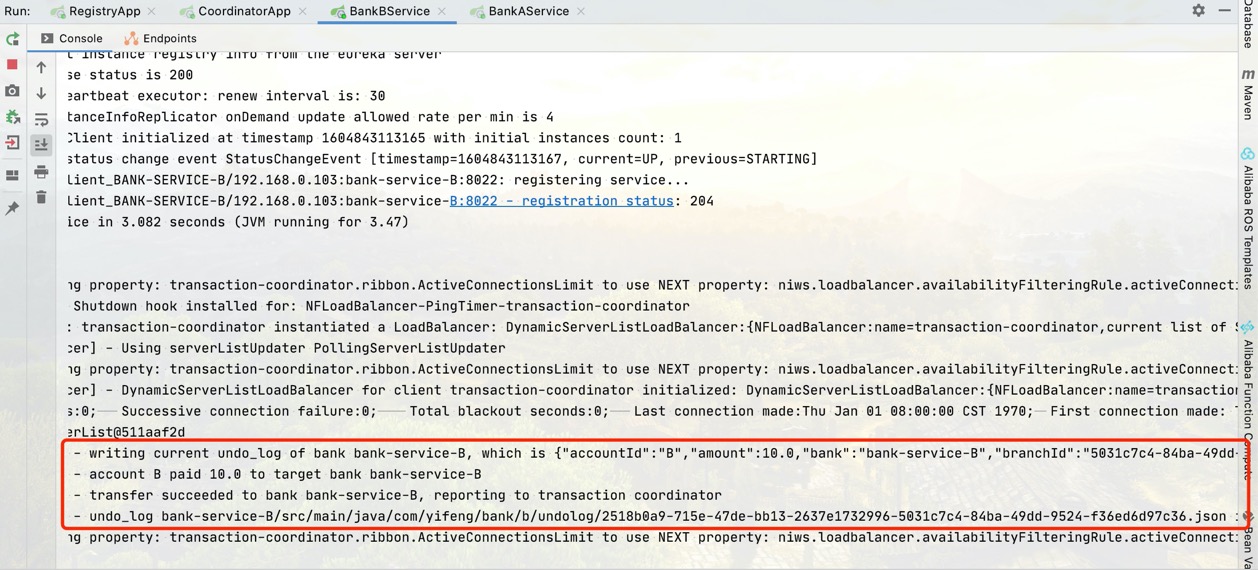 Run: RegistryApp CoordinatorApp BankBService BankAService
Console Endpoints
t instance registry info from the eureka server
se status is 200
eartbeat executor: renew interval is: 30
tanceInfoReplicator onDemand update allowed rate per min is 4
Client initialized at timestamp 1604843113165 with initial instances count: 1
status change event StatusChangeEvent [timestamp=1604843113167, current=UP, previous=STARTING]
lient_BANK-SERVICE-B/192.168.0.103:bank-service-B:8022: registering service...
lient_BANK-SERVICE-B/192.168.0.103:bank-service-B:8022 - registration status: 204
ice in 3.082 seconds (JVM running for 3.47)
ng property: transaction-coordinator.ribbon.ActiveConnectionsLimit to use NEXT property: niws.loadbalancer.availabilityFilteringRule.activeConnecti
Shutdown hook installed for: NFLoadBalancer-PingTimer-transaction-coordinator
: transaction-coordinator instantiated a LoadBalancer: DynamicServerListLoadBalancer:{NFLoadBalancer:name=transaction-coordinator,current list of S
cer] - Using serverListUpdater PollingServerListUpdater
ng property: transaction-coordinator.ribbon.ActiveConnectionsLimit to use NEXT property: niws.loadbalancer.availabilityFilteringRule.activeConnecti
cer] - DynamicServerListLoadBalancer for client transaction-coordinator initialized: DynamicServerListLoadBalancer:{NFLoadBalancer:name=transaction
s:0; Successive connection failure:0; Total blackout seconds:0; Last connection made:Thu Jan 01 08:00:00 CST 1970; First connection made: T
erList@511aaf2d
- writing current undo_log of bank bank-service-B, which is {"accountId":"B","amount":10.0,"bank":"bank-service-B","branchId":"5031c7c4-84ba-49dd-
- account B paid 10.0 to target bank bank-service-B
- transfer succeeded to bank bank-service-B, reporting to transaction coordinator
- undo_log bank-service-B/src/main/java/com/yifeng/bank/b/undolog/2518b0a9-715e-47de-bb13-2637e1732996-5031c7c4-84ba-49dd-9524-f36ed6d97c36.json
ng property: transaction-coordinator.ribbon.ActiveConnectionsLimit to use NEXT property: niws.loadbalancer.availabilityFilteringRule.activeConnecti
Database
Maven
Alibaba ROS Templates
Alibaba Function Compute
Bean Va